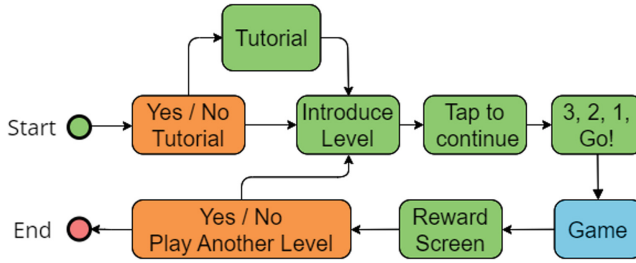 Tutorial
Start
Yes / No
Tutorial
Introduce
Level
Tap to
continue
3, 2, 1,
Go!
End
Yes / No
Play Another Level
Reward
Screen
Game